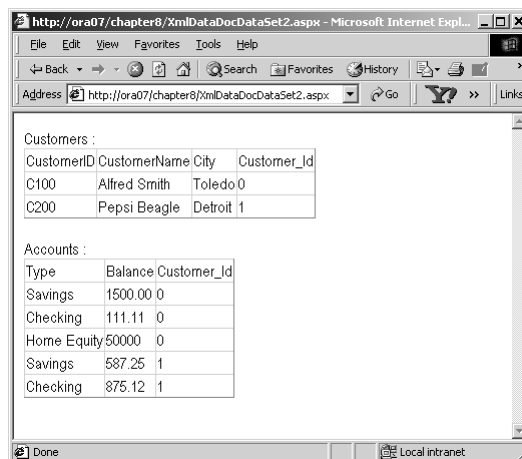 http://ora07/chapter8/XmlDataDocDataSet2.aspx - Microsoft Internet Expl...
File Edit View Favorites Tools Help
Back Search Favorites History
Address http://ora07/chapter8/XmlDataDocDataSet2.aspx Go Y? » Links
Customers :
CustomerID CustomerName City Customer_Id
C100 Alfred Smith Toledo 0
C200 Pepsi Beagle Detroit 1
Accounts :
Type Balance Customer_Id
Savings 1500.00 0
Checking 111.11 0
Home Equity 50000 0
Savings 587.25 1
Checking 875.12 1
Done Local intranet